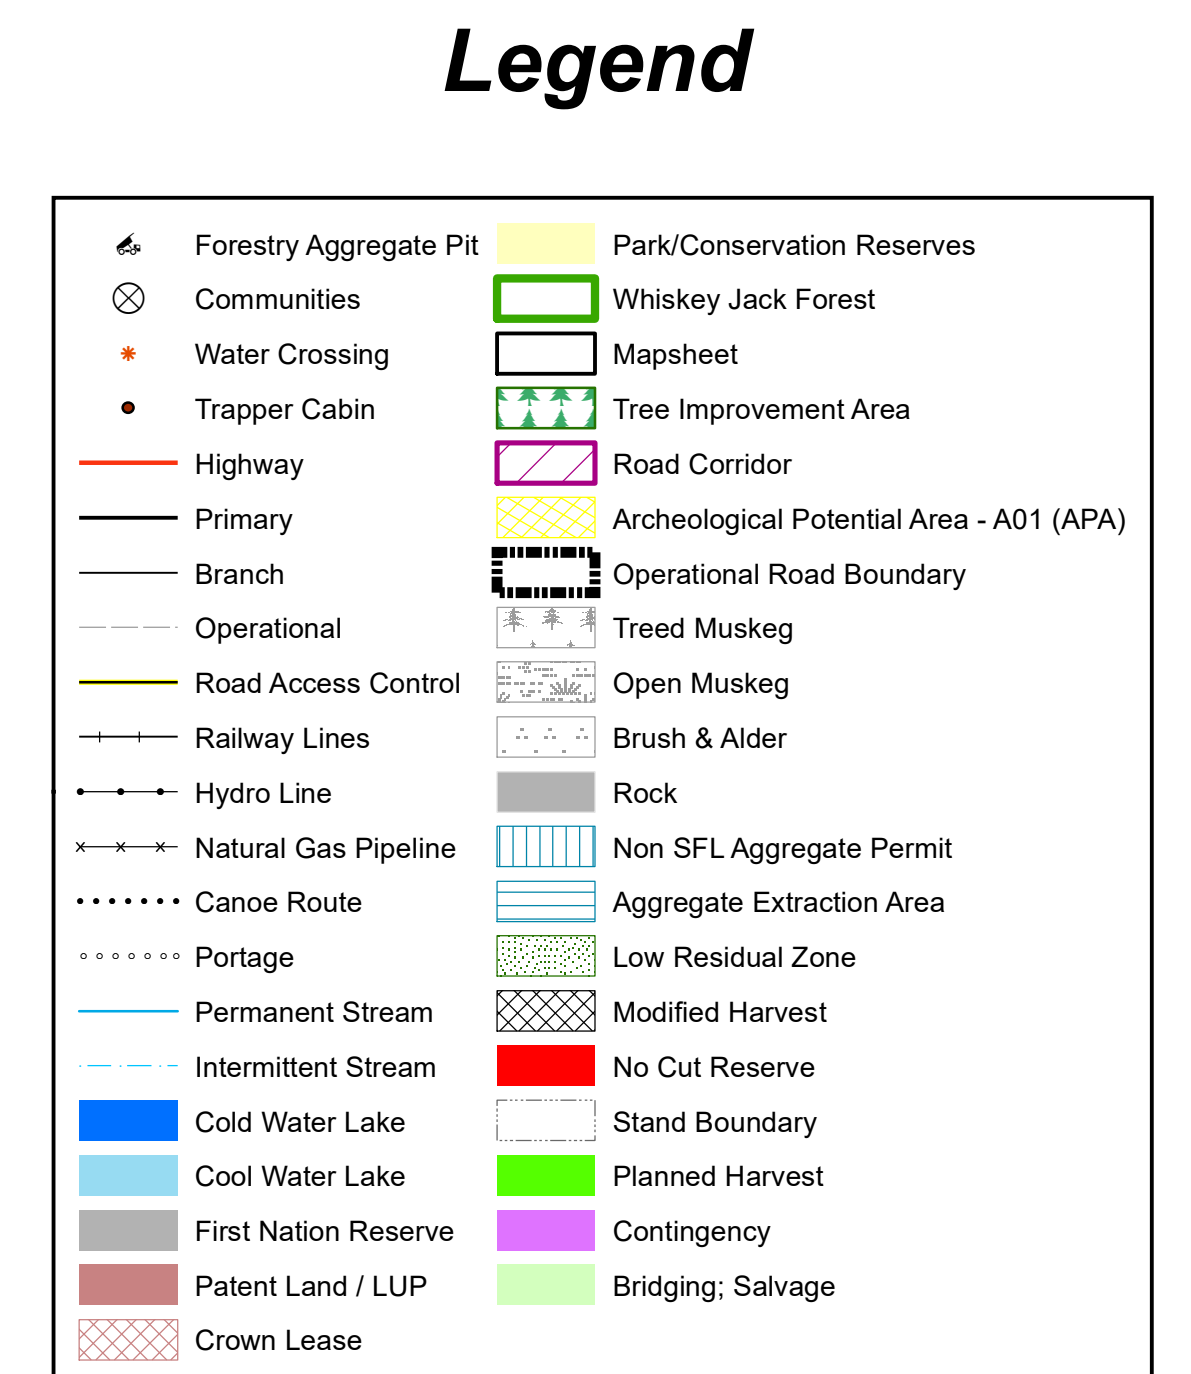 Legend
Forestry Aggregate Pit
Communities
Water Crossing
Trapper Cabin
Highway
Primary
Branch
Operational
Road Access Control
Railway Lines
Hydro Line
Natural Gas Pipeline
Canoe Route
Portage
Permanent Stream
Intermittent Stream
Cold Water Lake
Cool Water Lake
First Nation Reserve
Patent Land / LUP
Crown Lease
Park/Conservation Reserves
Whiskey Jack Forest
Mapsheet
Tree Improvement Area
Road Corridor
Archeological Potential Area - A01 (APA)
Operational Road Boundary
Treed Muskeg
Open Muskeg
Brush & Alder
Rock
Non SFL Aggregate Permit
Aggregate Extraction Area
Low Residual Zone
Modified Harvest
No Cut Reserve
Stand Boundary
Planned Harvest
Contingency
Bridging; Salvage